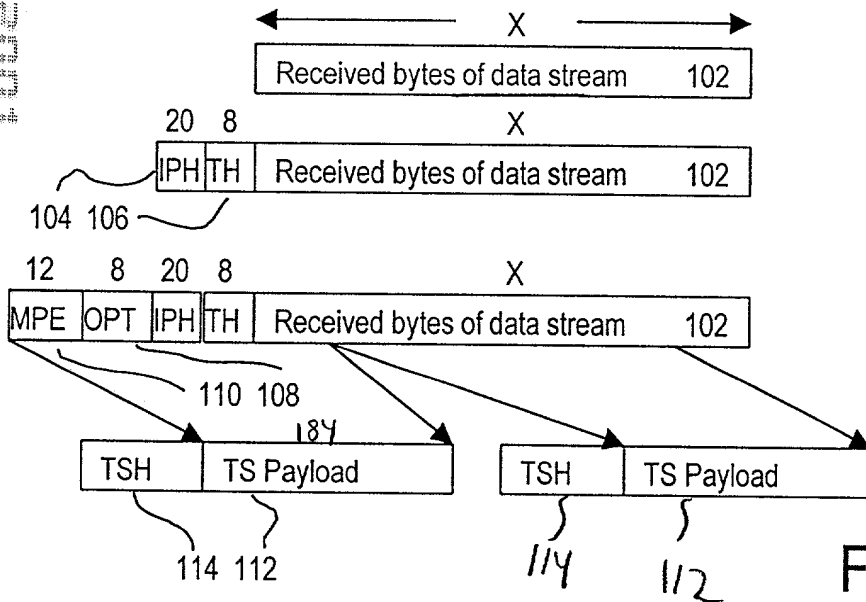 X
Received bytes of data stream 102
20 8 X
IPH TH Received bytes of data stream 102
104 106
12 8 20 8 X
MPE OPT IPH TH Received bytes of data stream 102
110 108
184
TSH TS Payload TSH TS Payload
114 112 114 112
F